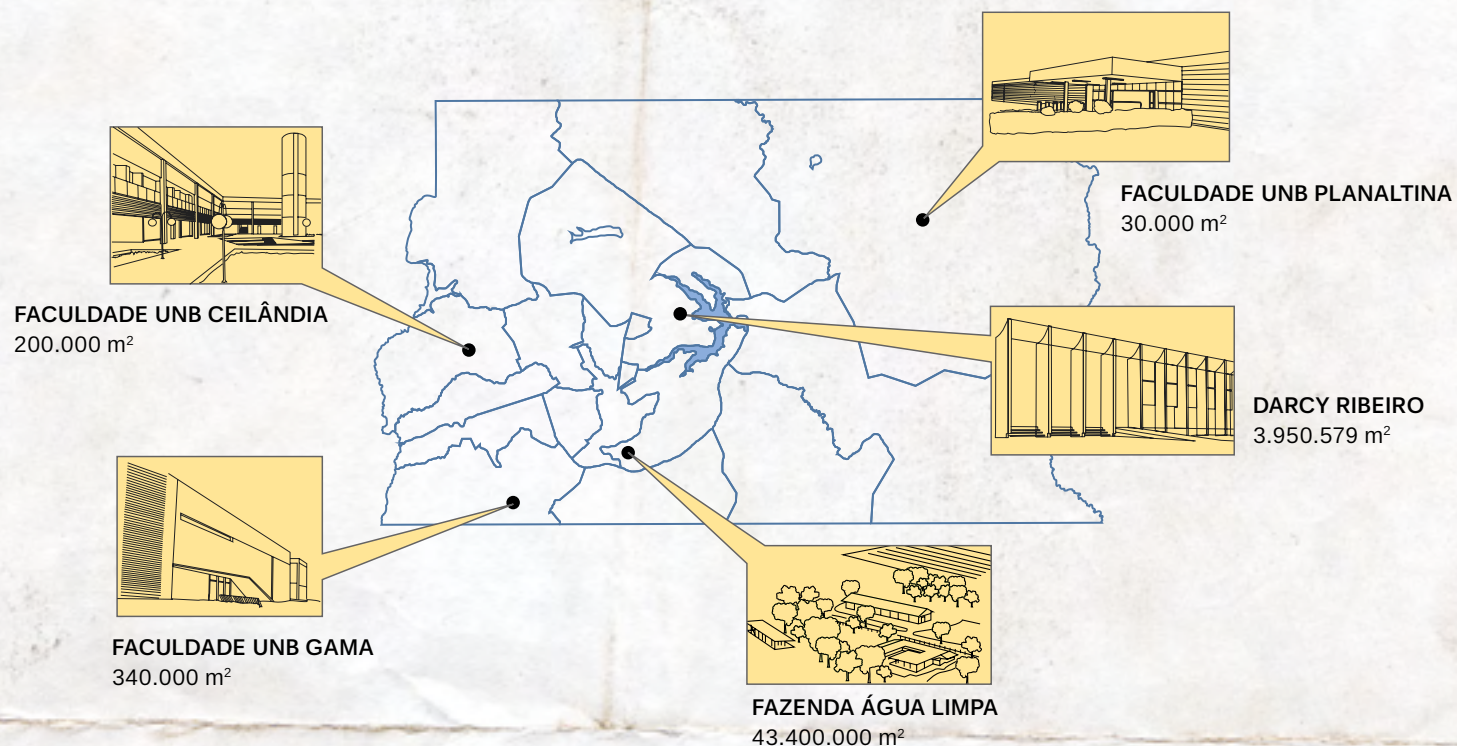 FACULDADE UNB PLANALTINA
30.000 m²
FACULDADE UNB CEILÂNDIA
200.000 m²
DARCY RIBEIRO
3.950.579 m²
FACULDADE UNB GAMA
340.000 m²
FAZENDA ÁGUA LIMPA
43.400.000 m²